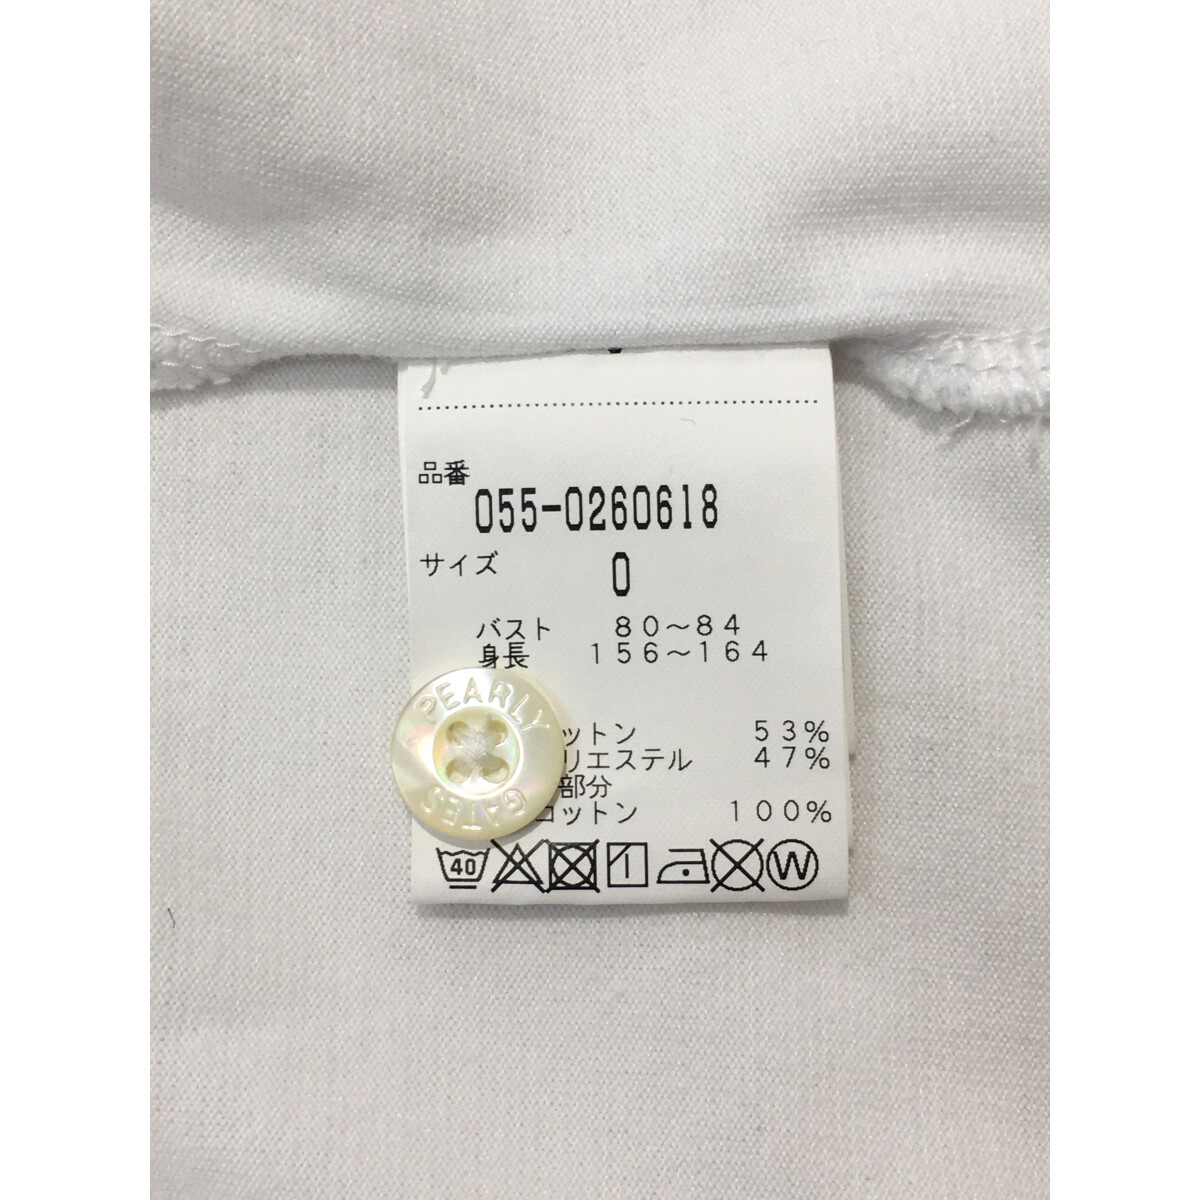 品番
055-0260618
サイズ 0
バスト 80～84
身長 156～164
PEARLY
GATES
ットン 53%
リエステル 47%
部分
コットン 100%
40
W